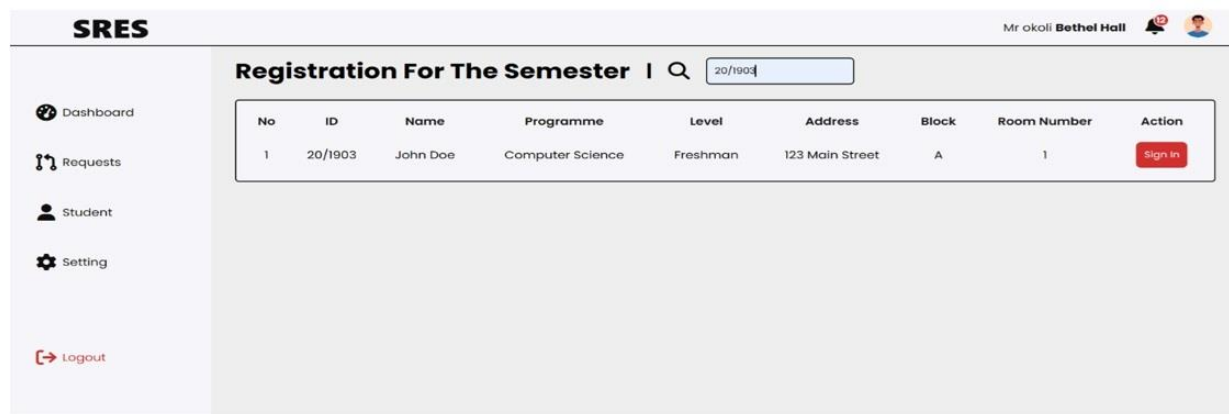 SRES
Mr okoli Bethel Hall
12
Registration For The Semester | 20/1903
Dashboard
Requests
Student
Setting
Logout
No ID Name Programme Level Address Block Room Number Action
1 20/1903 John Doe Computer Science Freshman 123 Main Street A 1 Sign In